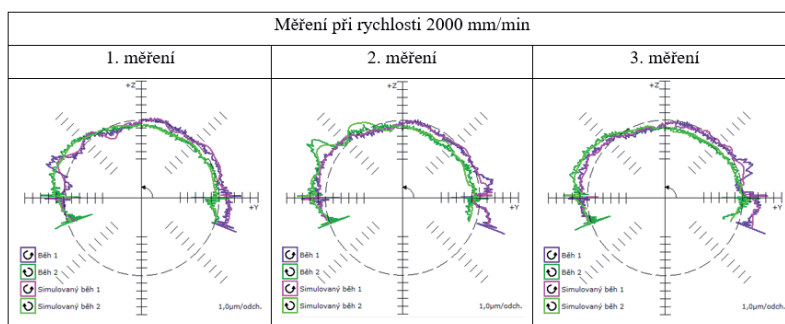 Měření při rychlosti 2000 mm/min
1. měření
2. měření
3. měření
+Z
+Y
Běh 1
Běh 2
Simulovaný běh 1
Simulovaný běh 2
1,0µm/odch.
+Z
+Y
Běh 1
Běh 2
Simulovaný běh 1
Simulovaný běh 2
1,0µm/odch.
+Z
+Y
Běh 1
Běh 2
Simulovaný běh 1
Simulovaný běh 2
1,0µm/odch.